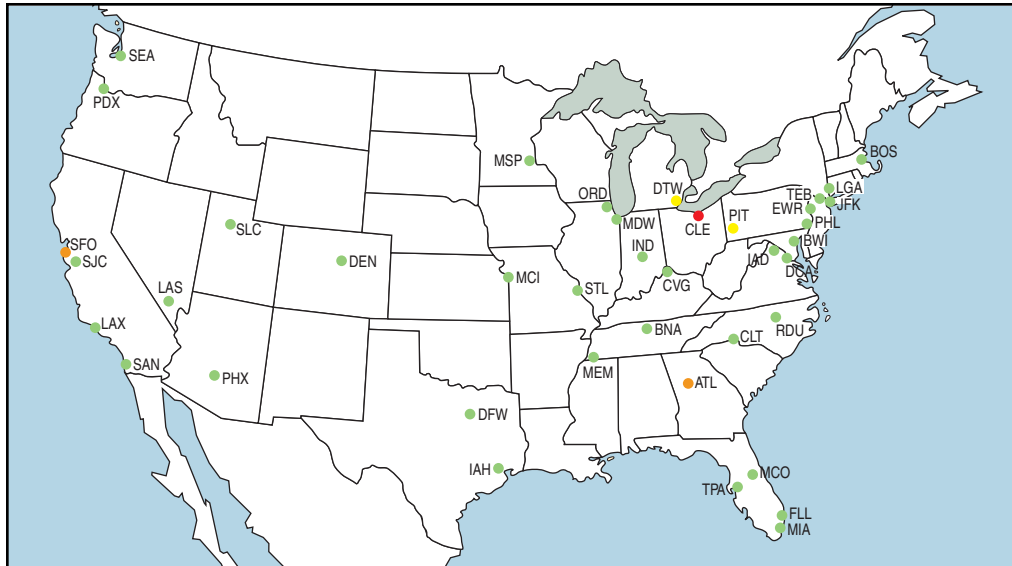 SEA
PDX
MSP
BOS
DTW
LGA
ORD
TEB
EWR
JFK
MDW
CLE
PIT
PHL
SLC
SFO
BWI
SJC
DEN
IND
IAD
DCA
MCI
CVG
LAS
STL
LAX
BNA
RDU
CLT
SAN
PHX
MEM
ATL
DFW
IAH
MCO
TPA
FLL
MIA